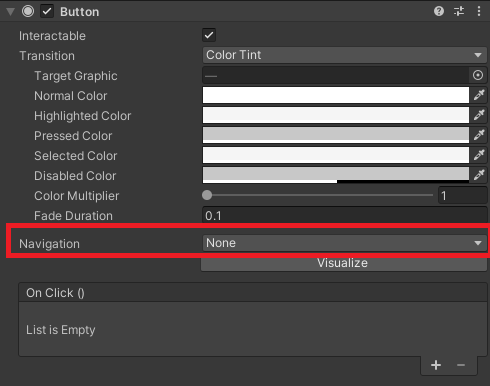 Button
Interactable
Transition Color Tint
Target Graphic —
Normal Color
Highlighted Color
Pressed Color
Selected Color
Disabled Color
Color Multiplier 1
Fade Duration 0.1
Navigation None
Visualize
On Click ()
List is Empty